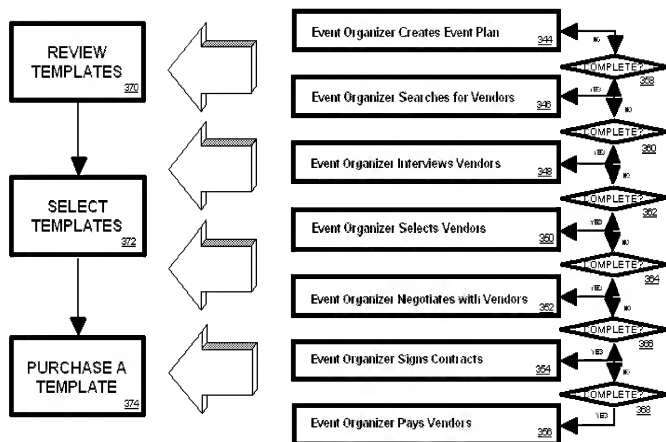 REVIEW
TEMPLATES
370
SELECT
TEMPLATES
372
PURCHASE A
TEMPLATE
374
Event Organizer Creates Event Plan
344
NO
COMPLETE?
358
YES
Event Organizer Searches for Vendors
346
NO
COMPLETE?
360
YES
Event Organizer Interviews Vendors
348
NO
COMPLETE?
362
YES
Event Organizer Selects Vendors
350
NO
COMPLETE?
364
YES
Event Organizer Negotiates with Vendors
352
NO
COMPLETE?
366
YES
Event Organizer Signs Contracts
354
NO
COMPLETE?
368
YES
Event Organizer Pays Vendors
356